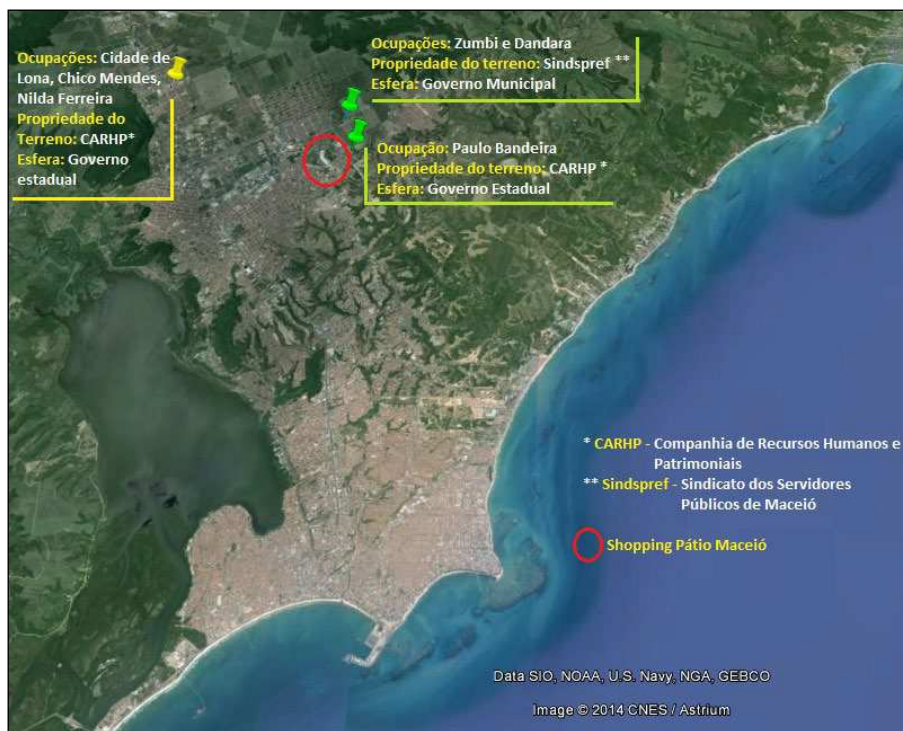 Ocupações: Cidade de
Lona, Chico Mendes,
Nilda Ferreira
Propriedade do
Terreno: CARHP*
Esfera: Governo
estadual
Ocupações: Zumbi e Dandara
Propriedade do terreno: Sindspref **
Esfera: Governo Municipal
Ocupação: Paulo Bandeira
Propriedade do terreno: CARHP *
Esfera: Governo Estadual
* CARHP - Companhia de Recursos Humanos e
Patrimoniais
** Sindspref - Sindicato dos Servidores
Públicos de Maceió
Shopping Pátio Maceió
Data SIO, NOAA, U.S. Navy, NGA, GEBCO
Image © 2014 CNES / Astrium